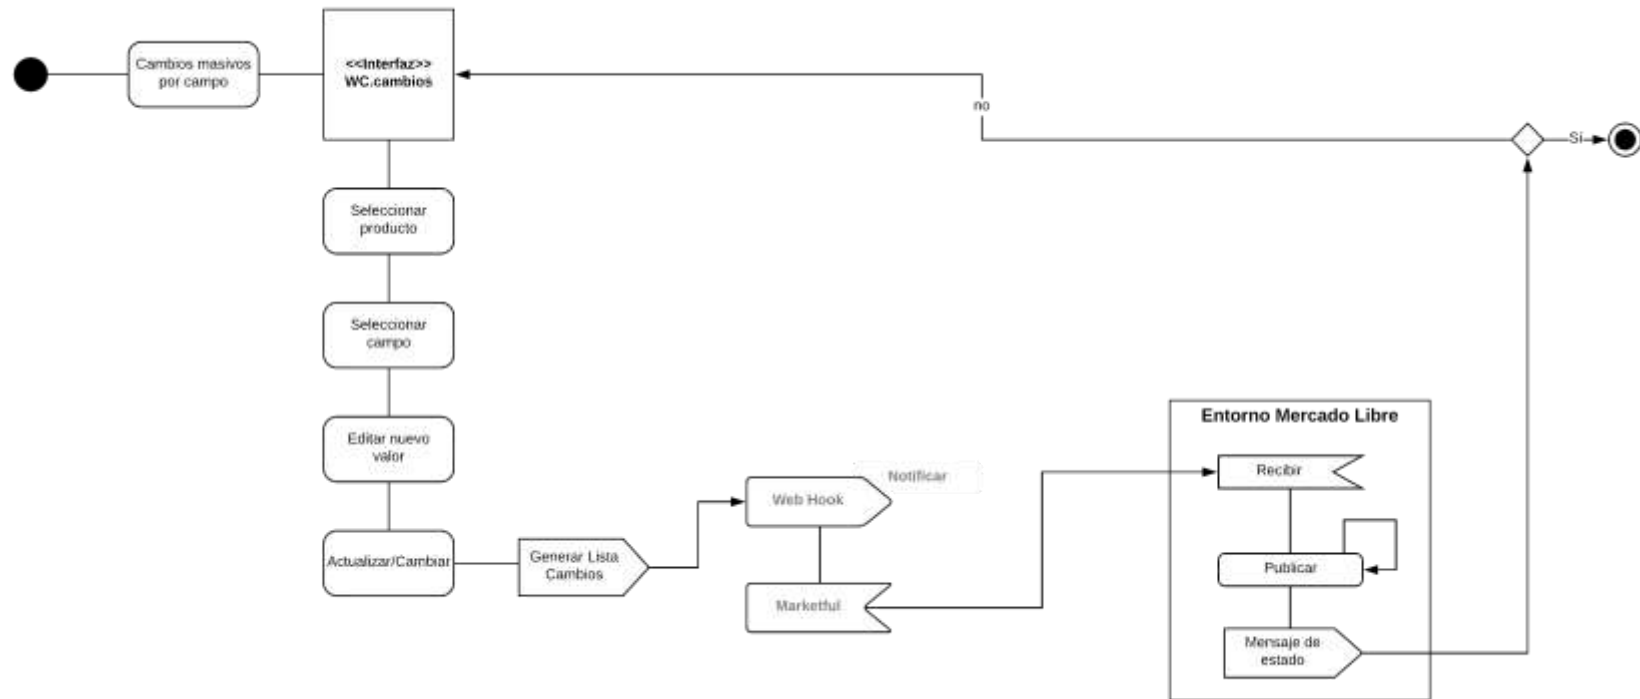 Cambios masivos
por campo
<<Interfaz>>
WC.cambios
no
Sí
Seleccionar
producto
Seleccionar
campo
Editar nuevo
valor
Actualizar/Cambiar
Generar Lista
Cambios
Web Hook
Notificar
Marketful
Entorno Mercado Libre
Recibir
Publicar
Mensaje de
estado